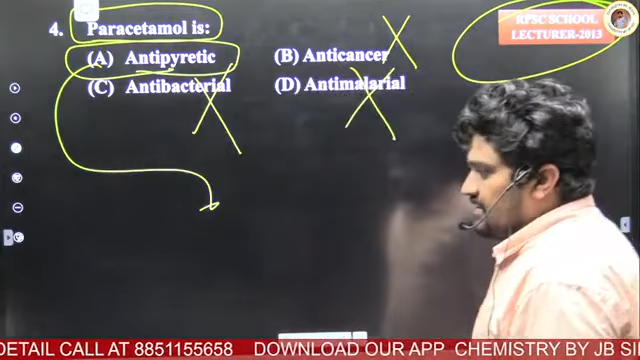 RPSC SCHOOL
LECTURER-2013
4. Paracetamol is:
(A) Antipyretic (B) Anticancer
(C) Antibacterial (D) Antimalarial
DETAIL CALL AT 8851155658 DOWNLOAD OUR APP CHEMISTRY BY JB SI